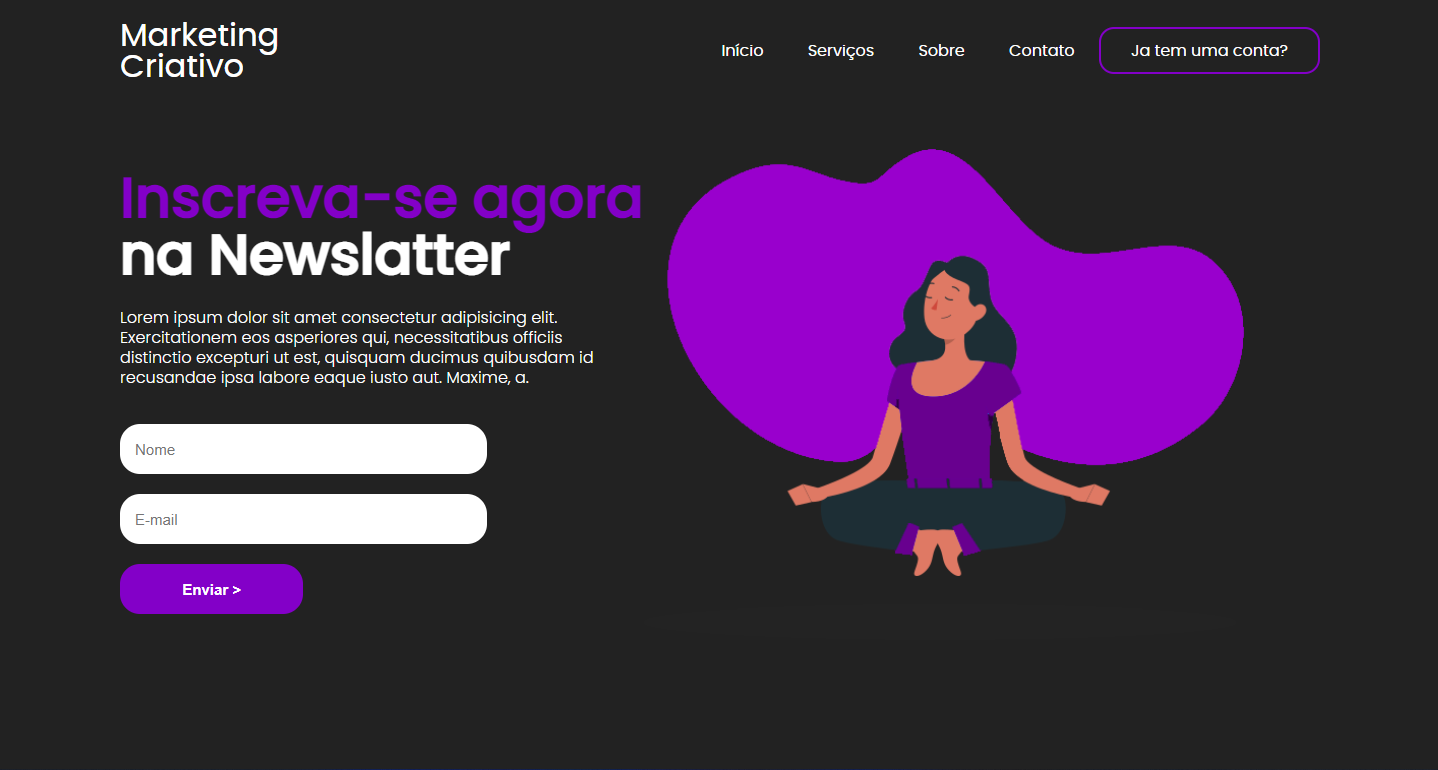 Marketing
Criativo
Início
Serviços
Sobre
Contato
Ja tem uma conta?
Inscreva-se agora
na Newslatter
Lorem ipsum dolor sit amet consectetur adipisicing elit.
Exercitationem eos asperiores qui, necessitatibus officiis
distinctio excepturi ut est, quisquam ducimus quibusdam id
recusandae ipsa labore eaque iusto aut. Maxime, a.
Nome
E-mail
Enviar >